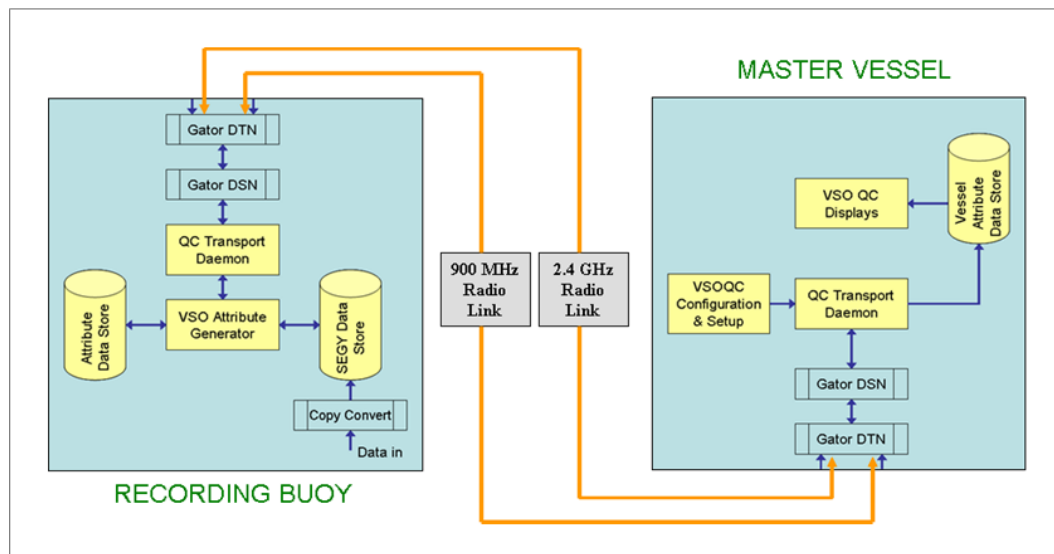 MASTER VESSEL
Gator DTN
Gator DSN
QC Transport
Daemon
VSO Attribute
Generator
Attribute
Data Store
SEGY Data
Store
Copy Convert
Data in
RECORDING BUOY
900 MHz
Radio
Link
2.4 GHz
Radio
Link
VSO QC
Displays
Vessel
Attribute
Data Store
VSOQC
Configuration
& Setup
QC Transport
Daemon
Gator DSN
Gator DTN